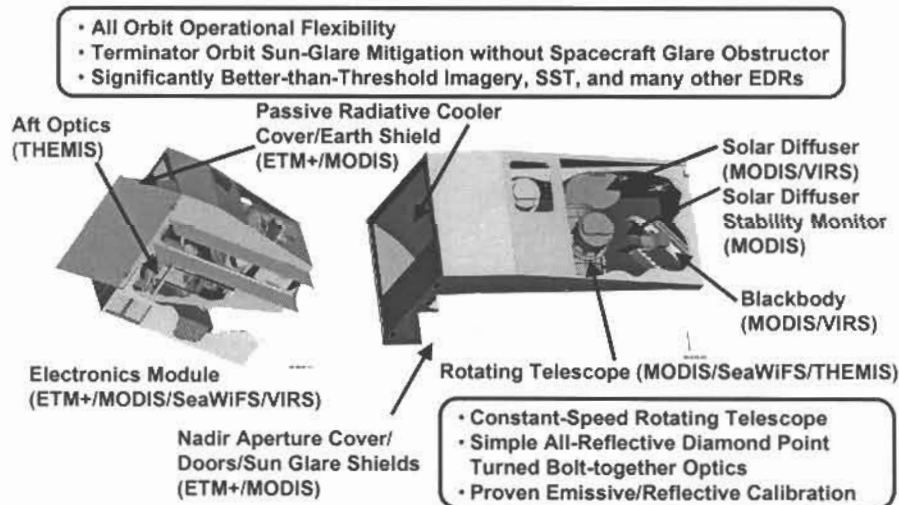 • All Orbit Operational Flexibility
• Terminator Orbit Sun-Glare Mitigation without Spacecraft Glare Obstructor
• Significantly Better-than-Threshold Imagery, SST, and many other EDRs
Aft Optics
(THEMIS)
Passive Radiative Cooler
Cover/Earth Shield
(ETM+/MODIS)
Solar Diffuser
(MODIS/VIRS)
Solar Diffuser
Stability Monitor
(MODIS)
Blackbody
(MODIS/VIRS)
Rotating Telescope (MODIS/SeaWiFS/THEMIS)
Electronics Module
(ETM+/MODIS/SeaWiFS/VIRS)
Nadir Aperture Cover/
Doors/Sun Glare Shields
(ETM+/MODIS)
• Constant-Speed Rotating Telescope
• Simple All-Reflective Diamond Point
Turned Bolt-together Optics
• Proven Emissive/Reflective Calibration